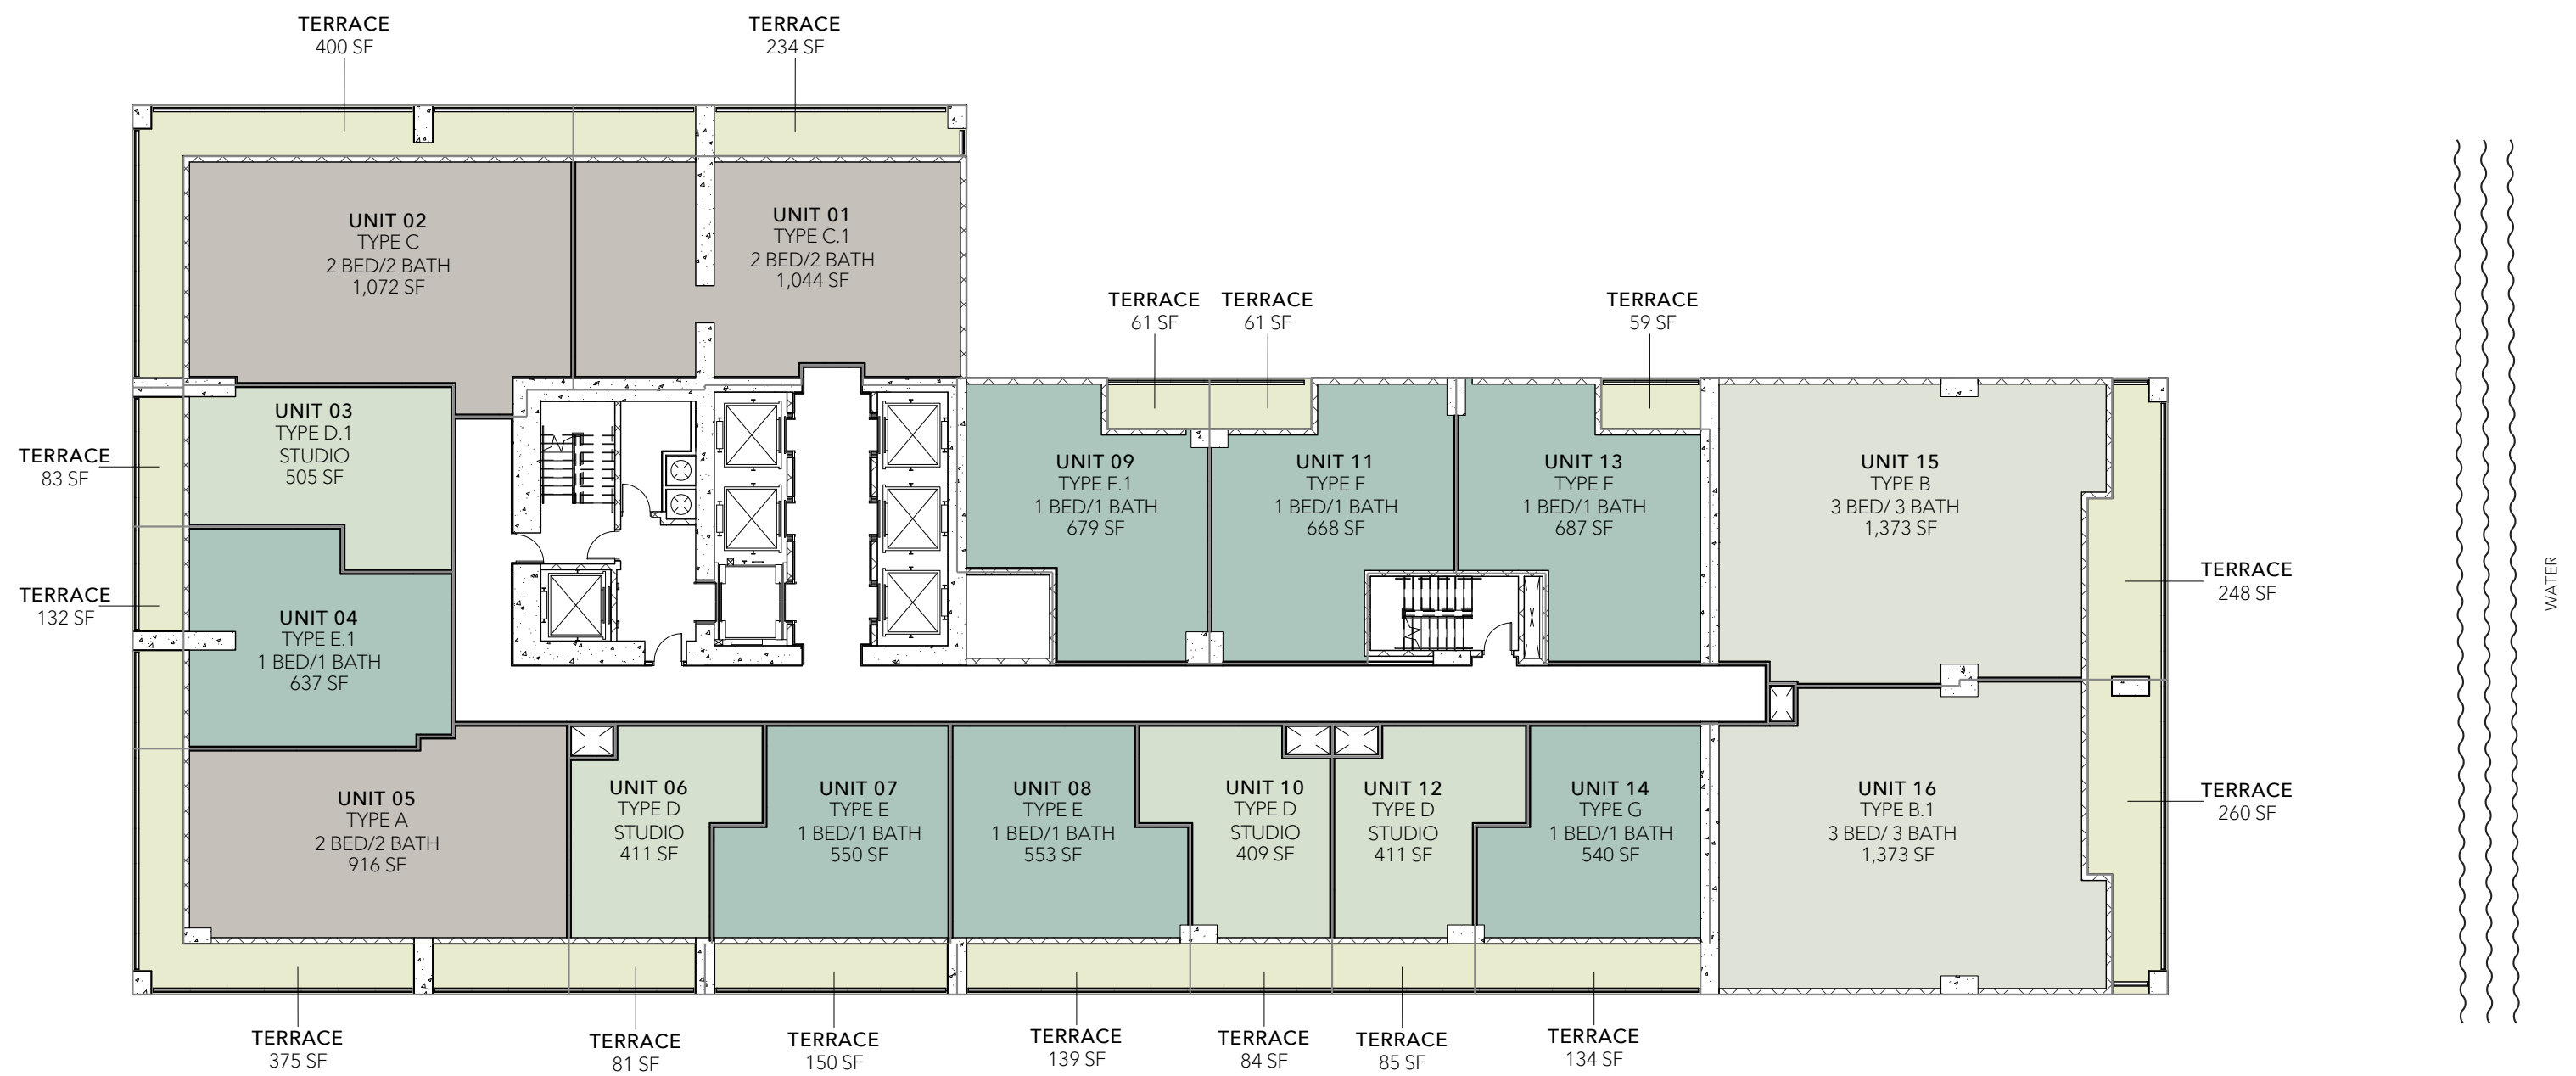 TERRACE
400 SF
TERRACE
234 SF
UNIT 02
TYPE C
2 BED/2 BATH
1,072 SF
UNIT 01
TYPE C.1
2 BED/2 BATH
1,044 SF
TERRACE
61 SF
TERRACE
61 SF
TERRACE
59 SF
UNIT 03
TYPE D.1
STUDIO
505 SF
TERRACE
83 SF
UNIT 09
TYPE F.1
1 BED/1 BATH
679 SF
UNIT 11
TYPE F
1 BED/1 BATH
668 SF
UNIT 13
TYPE F
1 BED/1 BATH
687 SF
UNIT 15
TYPE B
3 BED/ 3 BATH
1,373 SF
TERRACE
248 SF
WATER
TERRACE
132 SF
UNIT 04
TYPE E.1
1 BED/1 BATH
637 SF
UNIT 05
TYPE A
2 BED/2 BATH
916 SF
UNIT 06
TYPE D
STUDIO
411 SF
UNIT 07
TYPE E
1 BED/1 BATH
550 SF
UNIT 08
TYPE E
1 BED/1 BATH
553 SF
UNIT 10
TYPE D
STUDIO
409 SF
UNIT 12
TYPE D
STUDIO
411 SF
UNIT 14
TYPE G
1 BED/1 BATH
540 SF
UNIT 16
TYPE B.1
3 BED/ 3 BATH
1,373 SF
TERRACE
260 SF
TERRACE
375 SF
TERRACE
81 SF
TERRACE
150 SF
TERRACE
139 SF
TERRACE
84 SF
TERRACE
85 SF
TERRACE
134 SF